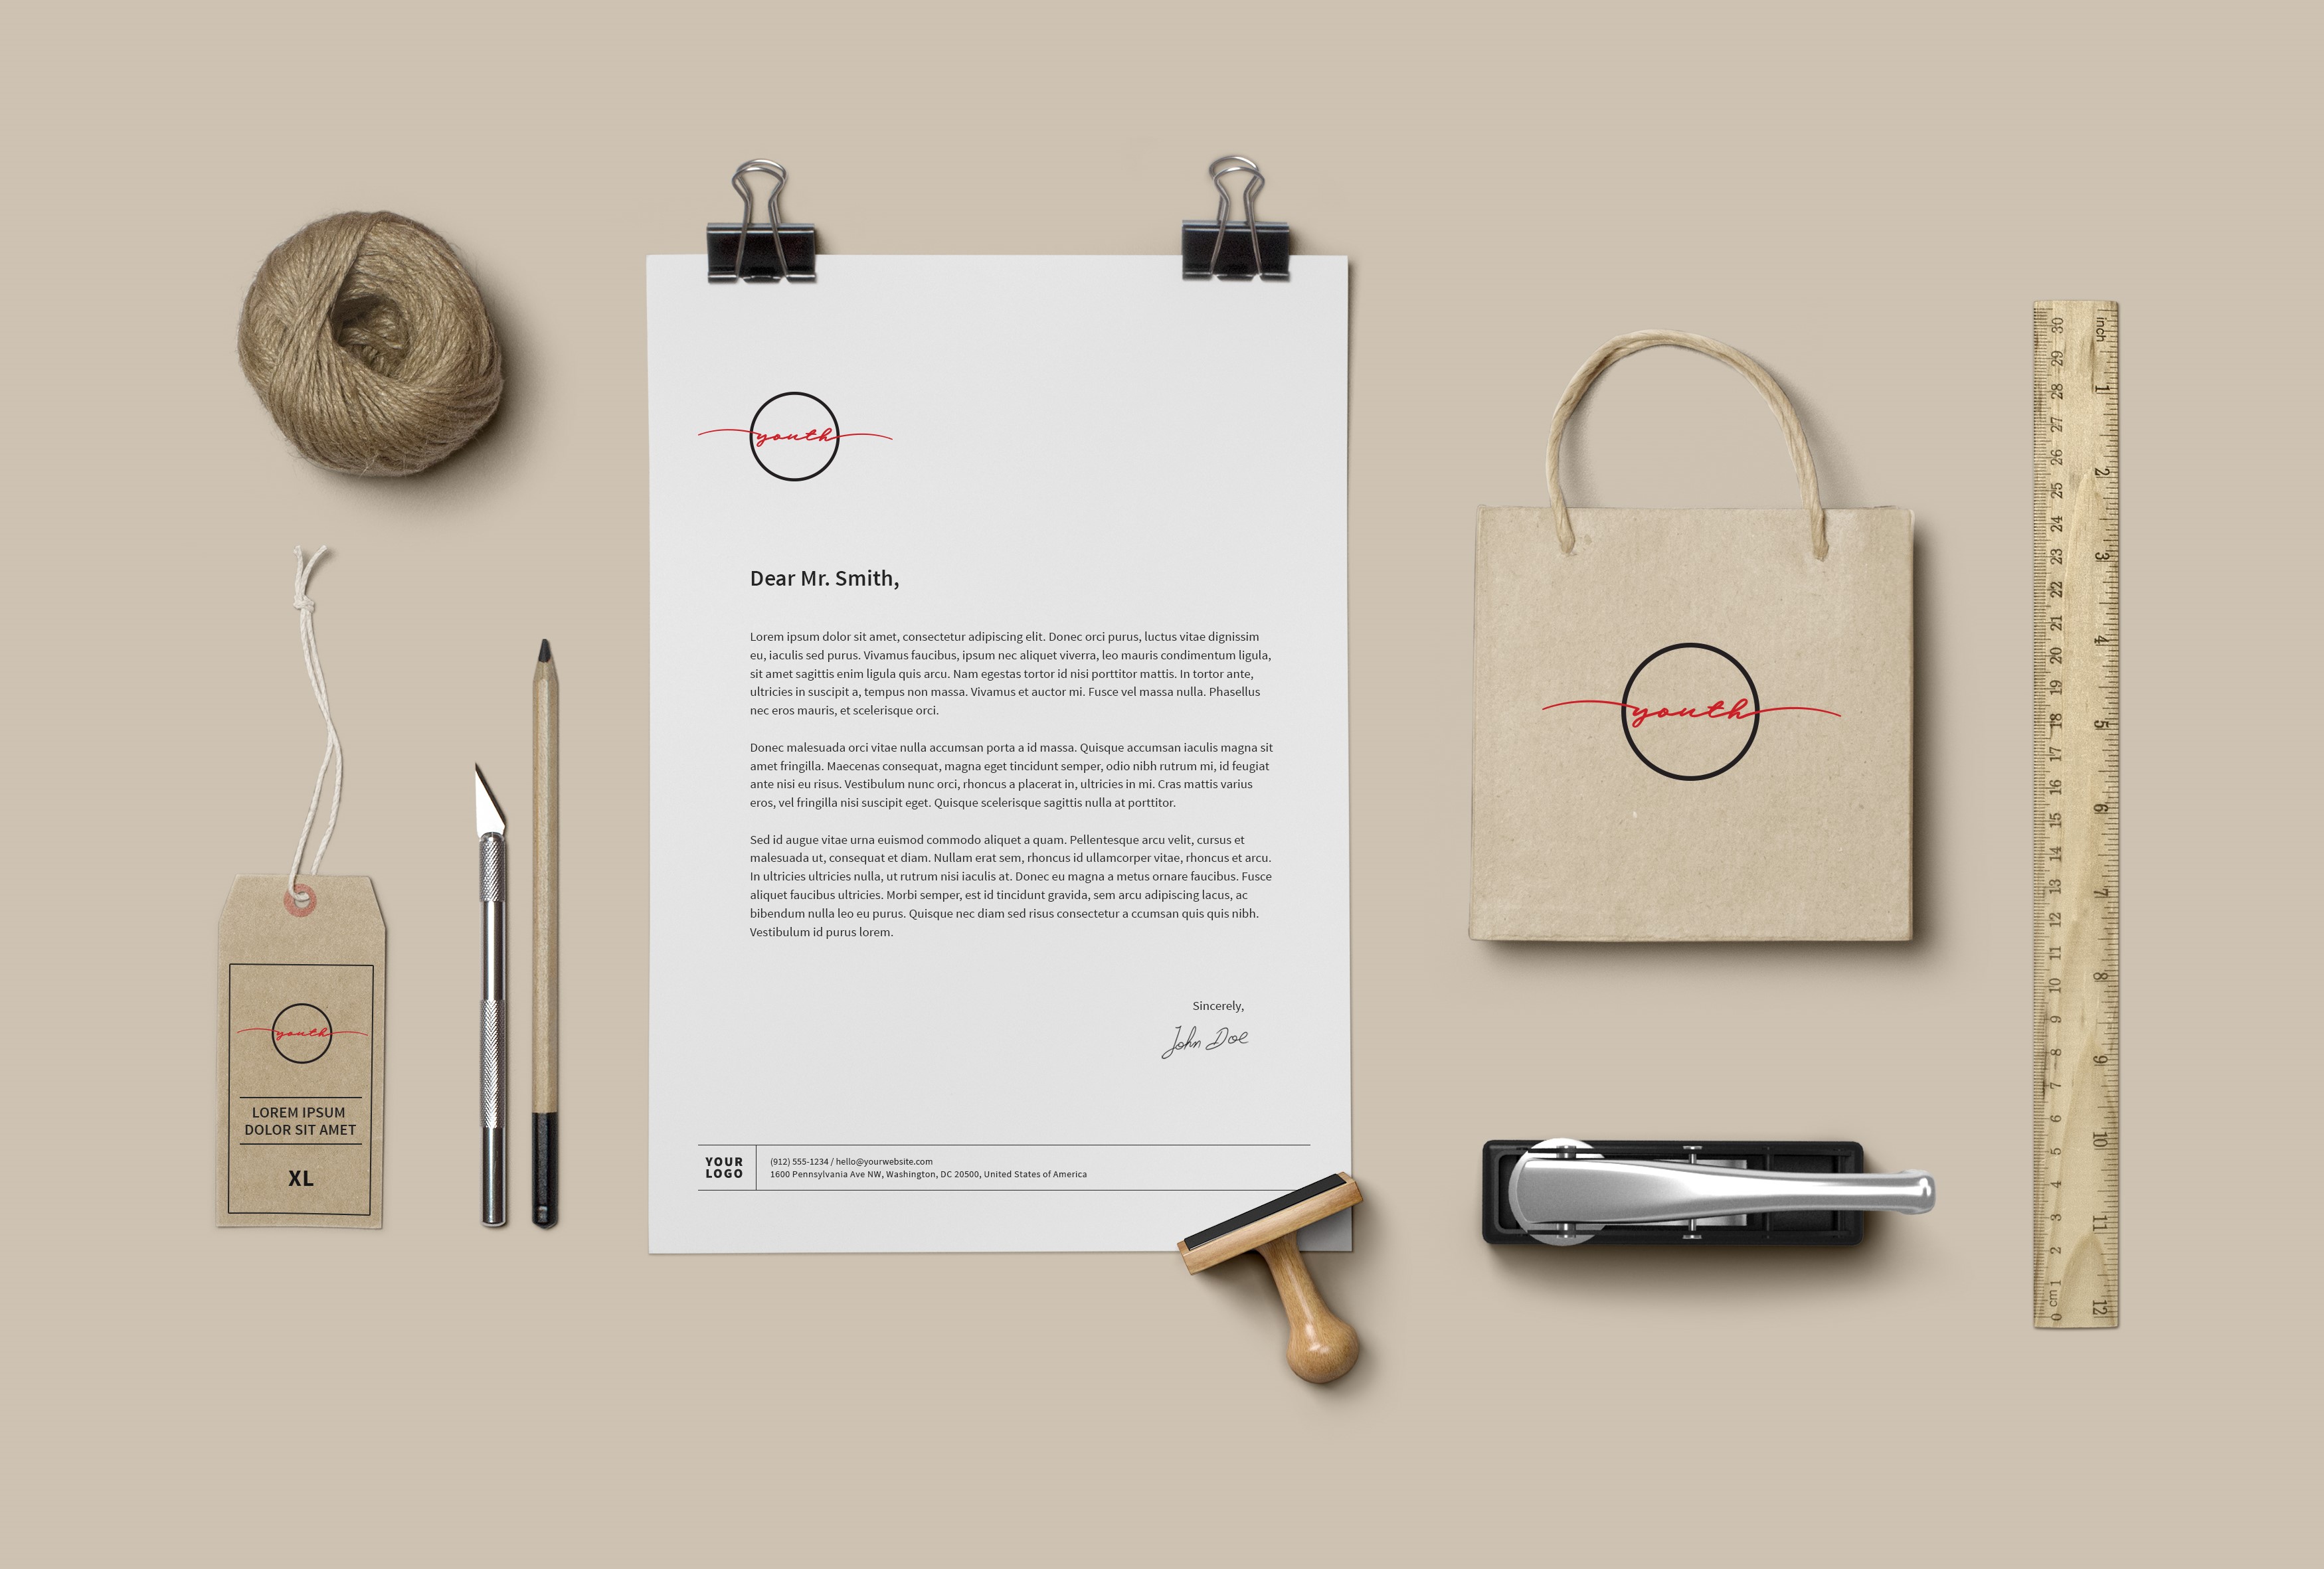 youth
Dear Mr. Smith,
Lorem ipsum dolor sit amet, consectetur adipiscing elit. Donec orci purus, luctus vitae dignissim
eu, iaculis sed purus. Vivamus faucibus, ipsum nec aliquet viverra, leo mauris condimentum ligula,
sit amet sagittis enim ligula quis arcu. Nam egestas tortor id nisi porttitor mattis. In tortor ante,
ultricies in suscipit a, tempus non massa. Vivamus et auctor mi. Fusce vel massa nulla. Phasellus
nec eros mauris, et scelerisque orci.
Donec malesuada orci vitae nulla accumsan porta a id massa. Quisque accumsan iaculis magna sit
amet fringilla. Maecenas consequat, magna eget tincidunt semper, odio nibh rutrum mi, id feugiat
ante nisi eu risus. Vestibulum nunc orci, rhoncus a placerat in, ultricies in mi. Cras mattis varius
eros, vel fringilla nisi suscipit eget. Quisque scelerisque sagittis nulla at porttitor.
Sed id augue vitae urna euismod commodo aliquet a quam. Pellentesque arcu velit, cursus et
malesuada ut, consequat et diam. Nullam erat sem, rhoncus id ullamcorper vitae, rhoncus et arcu.
In ultricies ultricies nulla, ut rutrum nisi iaculis at. Donec eu magna a metus ornare faucibus. Fusce
aliquet faucibus ultricies. Morbi semper, est id tincidunt gravida, sem arcu adipiscing lacus, ac
bibendum nulla leo eu purus. Quisque nec diam sed risus consectetur a ccumsan quis quis nibh.
Vestibulum id purus lorem.
Sincerely,
John Doe
YOUR
LOGO
(912) 555-1234 / hello@yourwebsite.com
1600 Pennsylvania Ave NW, Washington, DC 20500, United States of America
youth
LOREM IPSUM
DOLOR SIT AMET
XL
youth
0 cm 1 2 3 4 5 6 7 8 9 10 11 12 13 14 15 16 17 18 19 20 21 22 23 24 25 26 27 28 29 30
inch 1 2 3 4 5 6 7 8 9 10 11 12